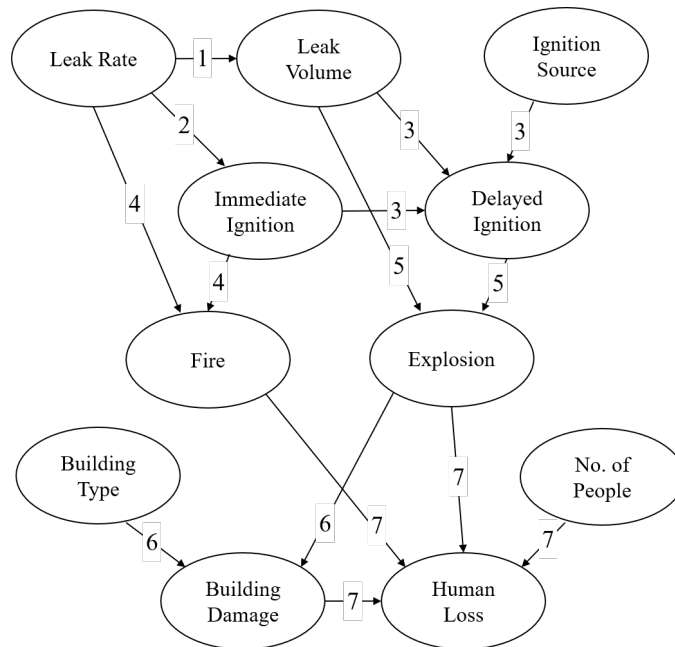 Leak Rate
1
Leak
Volume
Ignition
Source
2
3
3
4
Immediate
Ignition
3
Delayed
Ignition
4
5
5
Fire
Explosion
Building
Type
7
No. of
People
6
6
7
7
Building
Damage
7
Human
Loss